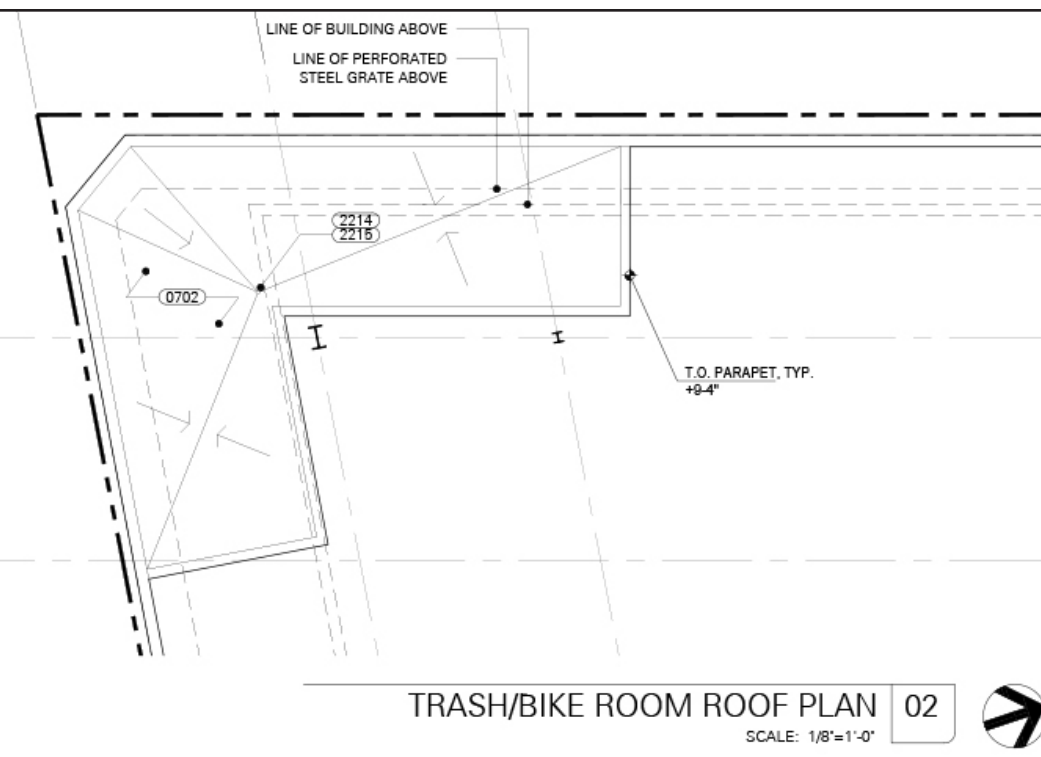 LINE OF BUILDING ABOVE
LINE OF PERFORATED
STEEL GRATE ABOVE
2214
2215
0702
T.O. PARAPET, TYP.
+9-4"
TRASH/BIKE ROOM ROOF PLAN 02
SCALE: 1/8"=1'-0"